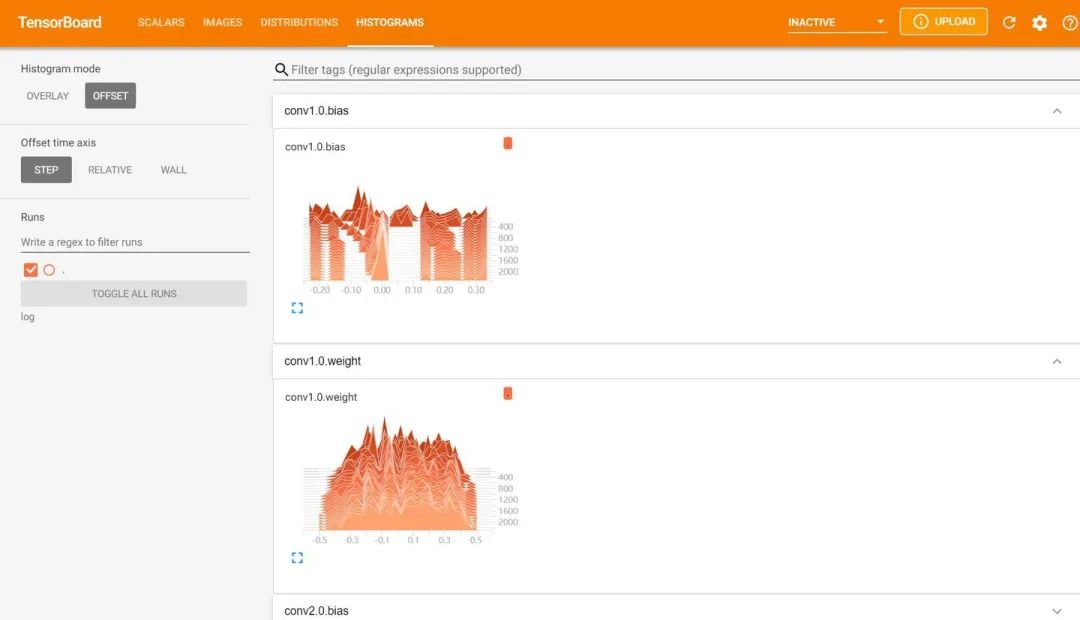 TensorBoard
SCALARS IMAGES DISTRIBUTIONS HISTOGRAMS
INACTIVE
UPLOAD
Histogram mode
OVERLAY OFFSET
Offset time axis
STEP RELATIVE WALL
Runs
Write a regex to filter runs
.
TOGGLE ALL RUNS
log
Filter tags (regular expressions supported)
conv1.0.bias
conv1.0.bias
400
800
1200
1600
2000
-0.20 -0.10 0.00 0.10 0.20 0.30
conv1.0.weight
conv1.0.weight
400
800
1200
1600
2000
-0.5 -0.3 -0.1 0.1 0.3 0.5
conv2.0.bias